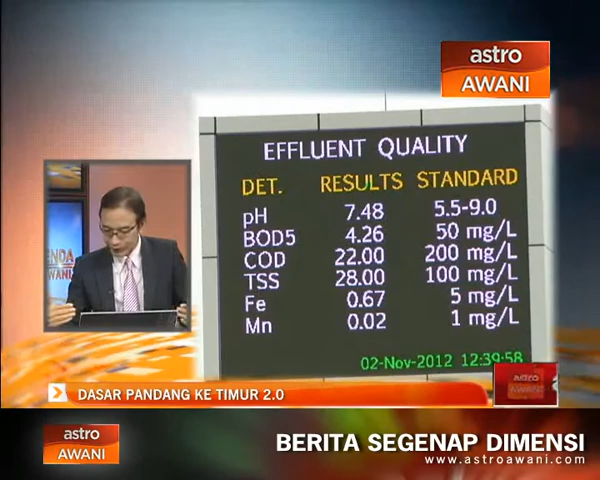 astro
AWANI
EFFLUENT QUALITY
DET. RESULTS STANDARD
pH 7.48 5.5-9.0
BOD5 4.26 50 mg/L
COD 22.00 200 mg/L
TSS 28.00 100 mg/L
Fe 0.67 5 mg/L
Mn 0.02 1 mg/L
02-Nov-2012 12:39:58
ENDA
AWANI
astro
DASAR PANDANG KE TIMUR 2.0
astro
AWANI
BERITA SEGENAP DIMENSI
www.astroawani.com